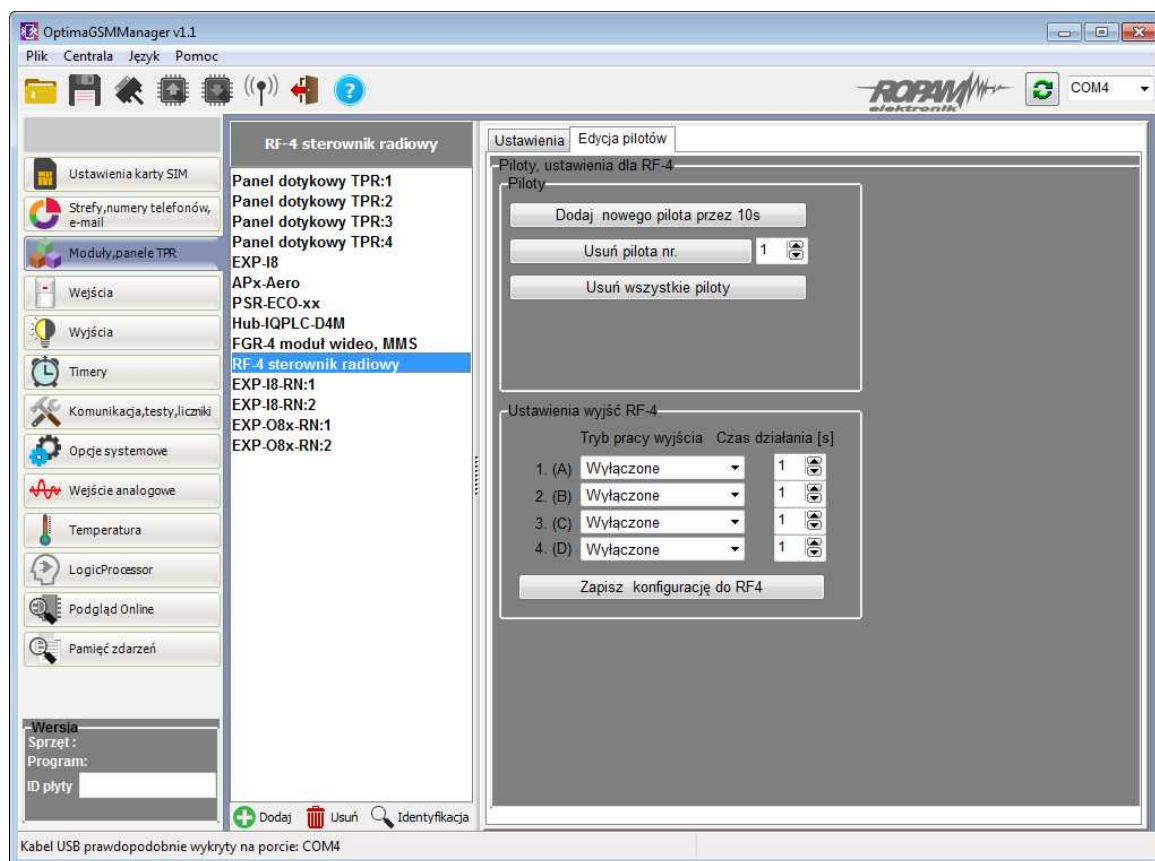 OptimaGSMManager v1.1
Plik Centrala Język Pomoc
ROPAM
elektronik
COM4
Ustawienia karty SIM
Strefy,numery telefonów,
e-mail
Moduły,panele TPR
Wejścia
Wyjścia
Timery
Komunikacja,testy,liczniki
Opcje systemowe
Wejście analogowe
Temperatura
LogicProcessor
Podgląd Online
Pamięć zdarzeń
Wersja
Sprzęt :
Program:
ID płyty
RF-4 sterownik radiowy
Panel dotykowy TPR:1
Panel dotykowy TPR:2
Panel dotykowy TPR:3
Panel dotykowy TPR:4
EXP-I8
APx-Aero
PSR-ECO-xx
Hub-IQPLC-D4M
FGR-4 moduł wideo, MMS
RF-4 sterownik radiowy
EXP-I8-RN:1
EXP-I8-RN:2
EXP-O8x-RN:1
EXP-O8x-RN:2
Dodaj Usuń Identyfikacja
Ustawienia Edycja pilotów
Piloty, ustawienia dla RF-4
Piloty
Dodaj nowego pilota przez 10s
Usuń pilota nr. 1
Usuń wszystkie piloty
Ustawienia wyjść RF-4
Tryb pracy wyjścia Czas działania [s]
1. (A) Wyłączone 1
2. (B) Wyłączone 1
3. (C) Wyłączone 1
4. (D) Wyłączone 1
Zapisz konfigurację do RF4
Kabel USB prawdopodobnie wykryty na porcie: COM4